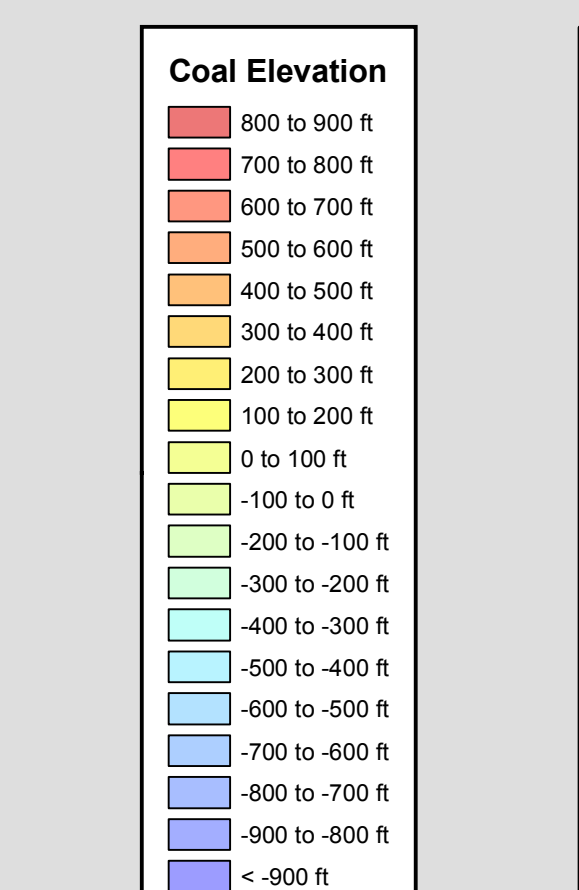 Coal Elevation
800 to 900 ft
700 to 800 ft
600 to 700 ft
500 to 600 ft
400 to 500 ft
300 to 400 ft
200 to 300 ft
100 to 200 ft
0 to 100 ft
-100 to 0 ft
-200 to -100 ft
-300 to -200 ft
-400 to -300 ft
-500 to -400 ft
-600 to -500 ft
-700 to -600 ft
-800 to -700 ft
-900 to -800 ft
< -900 ft